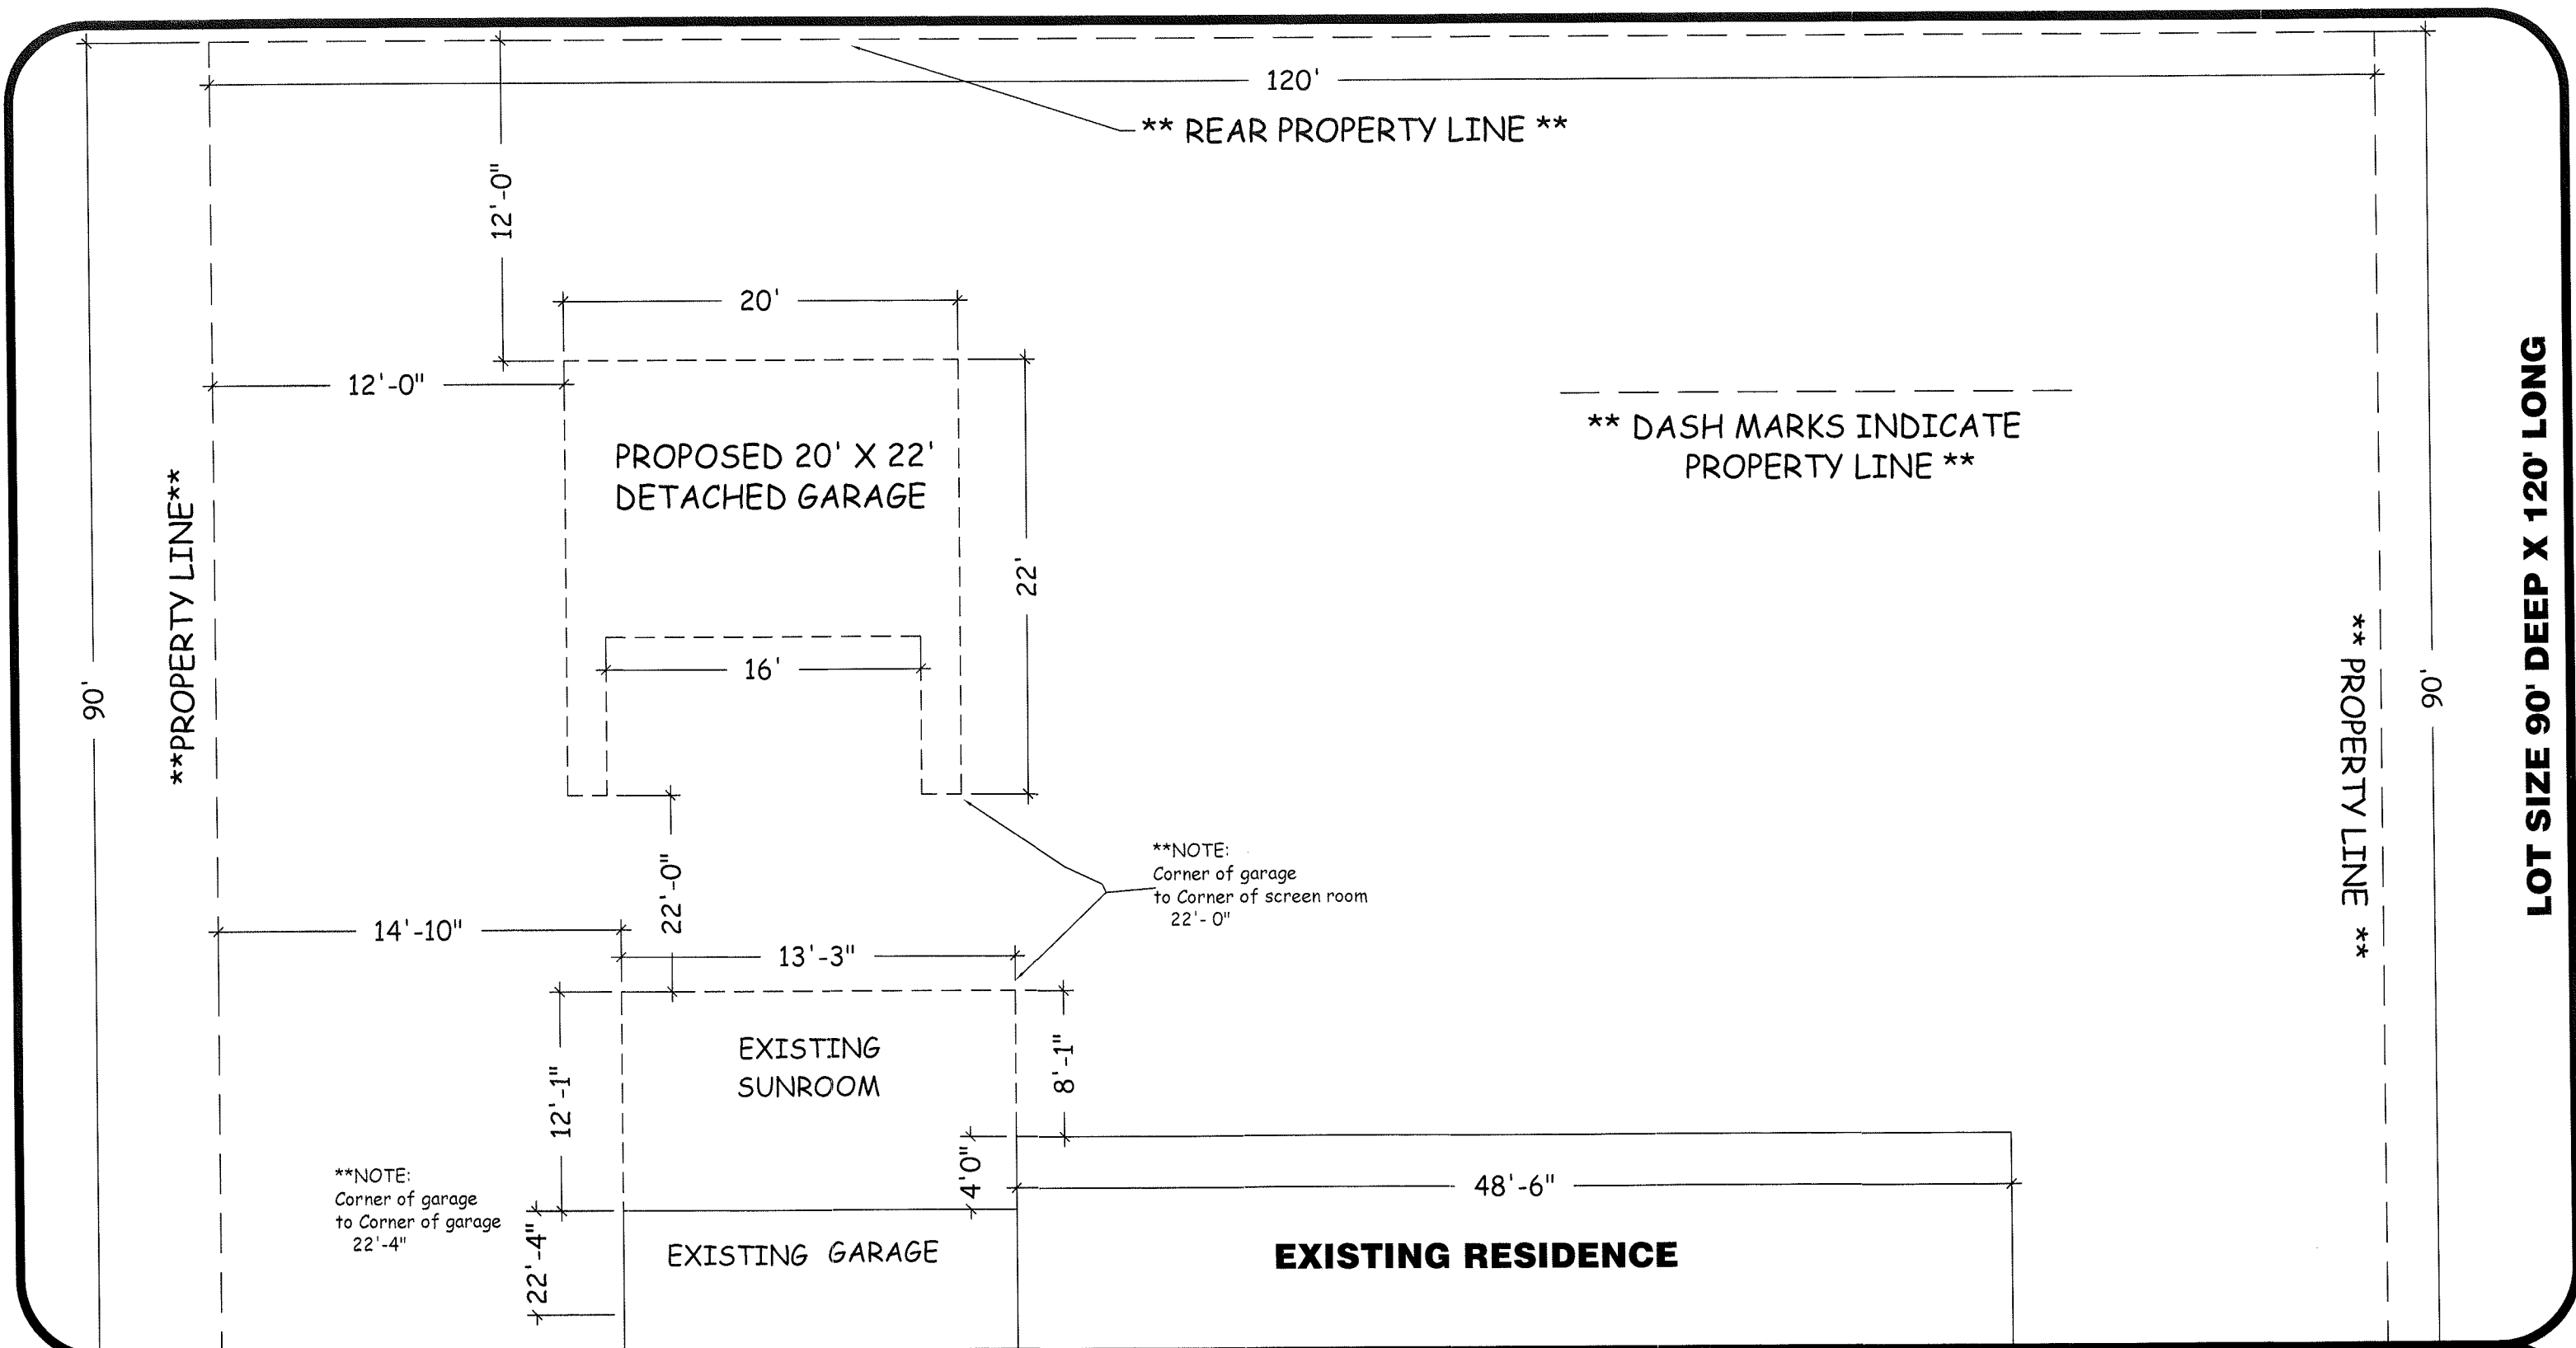 120'
** REAR PROPERTY LINE **
12'-0"
20'
12'-0"
PROPOSED 20' X 22'
DETACHED GARAGE
** DASH MARKS INDICATE
PROPERTY LINE **
22'
16'
**PROPERTY LINE**
90'
** PROPERTY LINE **
90'
LOT SIZE 90' DEEP X 120' LONG
22'-0"
**NOTE:
Corner of garage
to Corner of screen room
22'- 0"
14'-10"
13'-3"
EXISTING
SUNROOM
12'-1"
8'-1"
4'0"
48'-6"
**NOTE:
Corner of garage
to Corner of garage
22'-4"
22'-4"
EXISTING GARAGE
EXISTING RESIDENCE